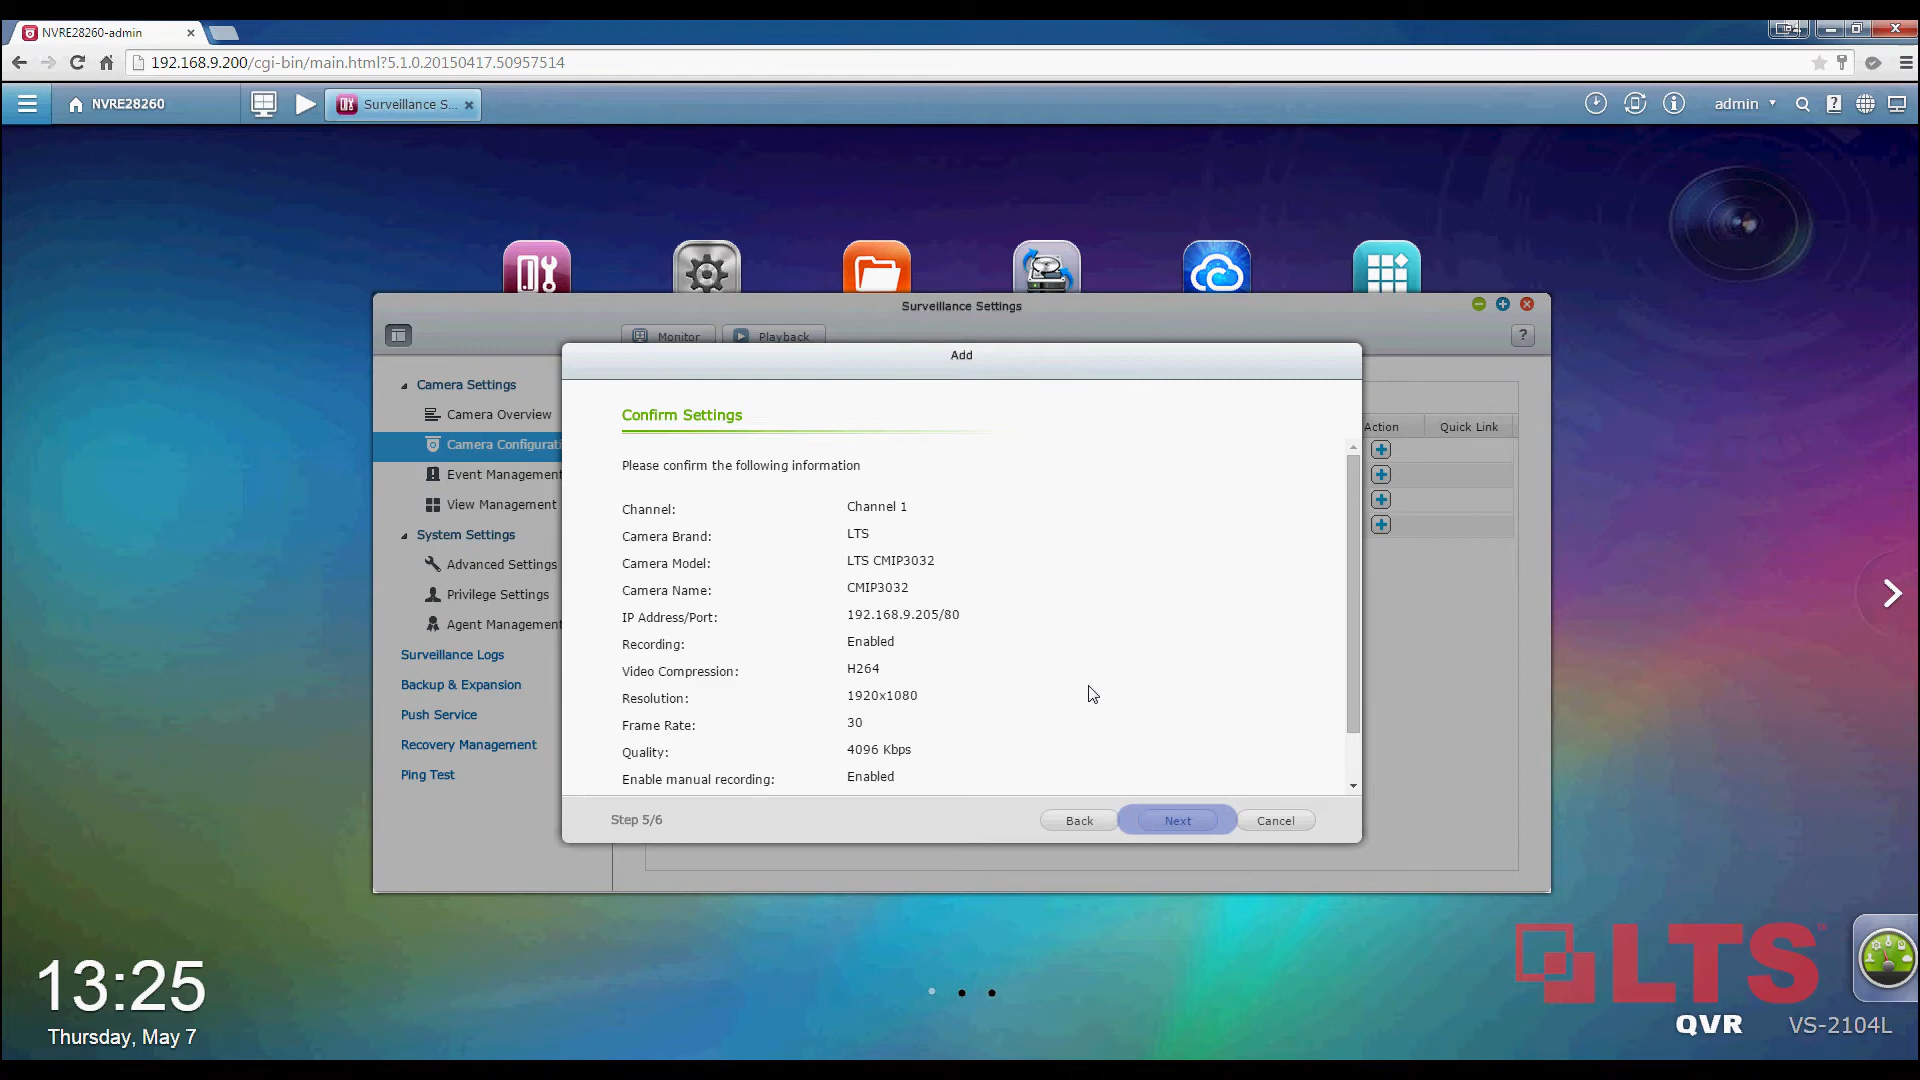 NVRE28260-admin
192.168.9.200/cgi-bin/main.html?5.1.0.20150417.50957514
NVRE28260
Surveillance S...
admin
Surveillance Settings
Monitor
Playback
?
Add
Camera Settings
Camera Overview
Camera Configurati
Event Management
View Management
System Settings
Advanced Settings
Privilege Settings
Agent Management
Surveillance Logs
Backup & Expansion
Push Service
Recovery Management
Ping Test
Action
Quick Link
Confirm Settings
Please confirm the following information
Channel: Channel 1
Camera Brand: LTS
Camera Model: LTS CMIP3032
Camera Name: CMIP3032
IP Address/Port: 192.168.9.205/80
Recording: Enabled
Video Compression: H264
Resolution: 1920x1080
Frame Rate: 30
Quality: 4096 Kbps
Enable manual recording: Enabled
Step 5/6
Back
Next
Cancel
13:25
Thursday, May 7
LTS
QVR
VS-2104L